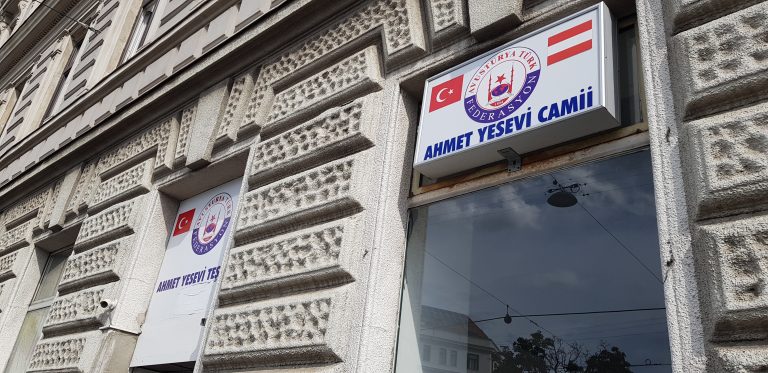 AVUSTURYA TÜRK
FEDERASYON
AHMET YESEVİ CAMİİ
AHMET YESEVİ TEŞ